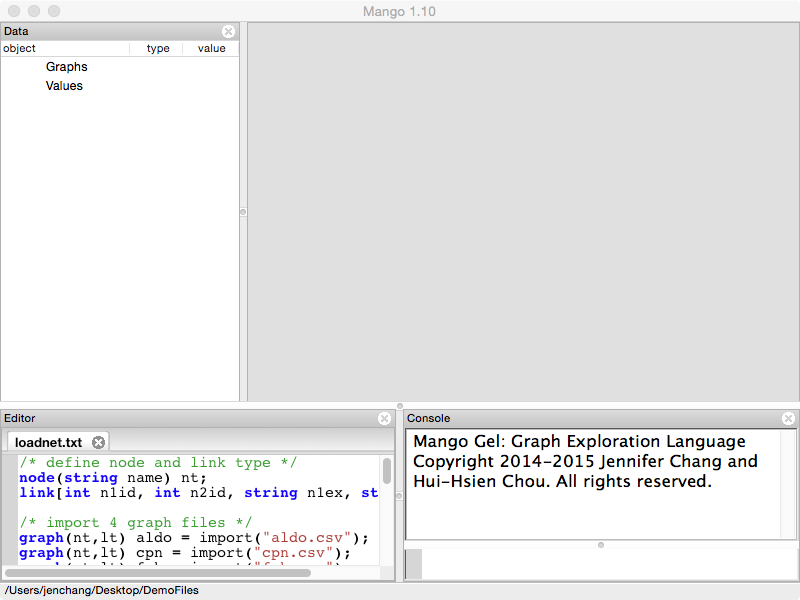 Mango 1.10
Data
object type value
Graphs
Values
Editor
loadnet.txt
/* define node and link type */
node(string name) nt;
link[int n1id, int n2id, string n1ex, st
/* import 4 graph files */
graph(nt,lt) aldo = import("aldo.csv");
graph(nt,lt) cpn = import("cpn.csv");
Console
Mango Gel: Graph Exploration Language
Copyright 2014-2015 Jennifer Chang and
Hui-Hsien Chou. All rights reserved.
/Users/jenchang/Desktop/DemoFiles